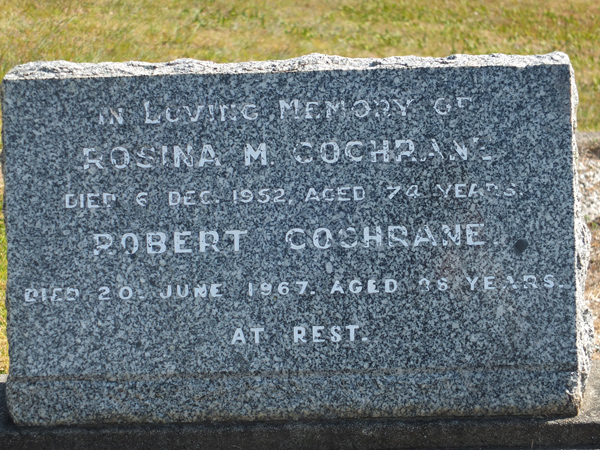 IN LOVING MEMORY OF
ROSINA M. COCHRANE
DIED 6 DEC. 1952, AGED 74 YEARS.
ROBERT COCHRANE
DIED 20 JUNE 1967. AGED YEARS.
AT REST.